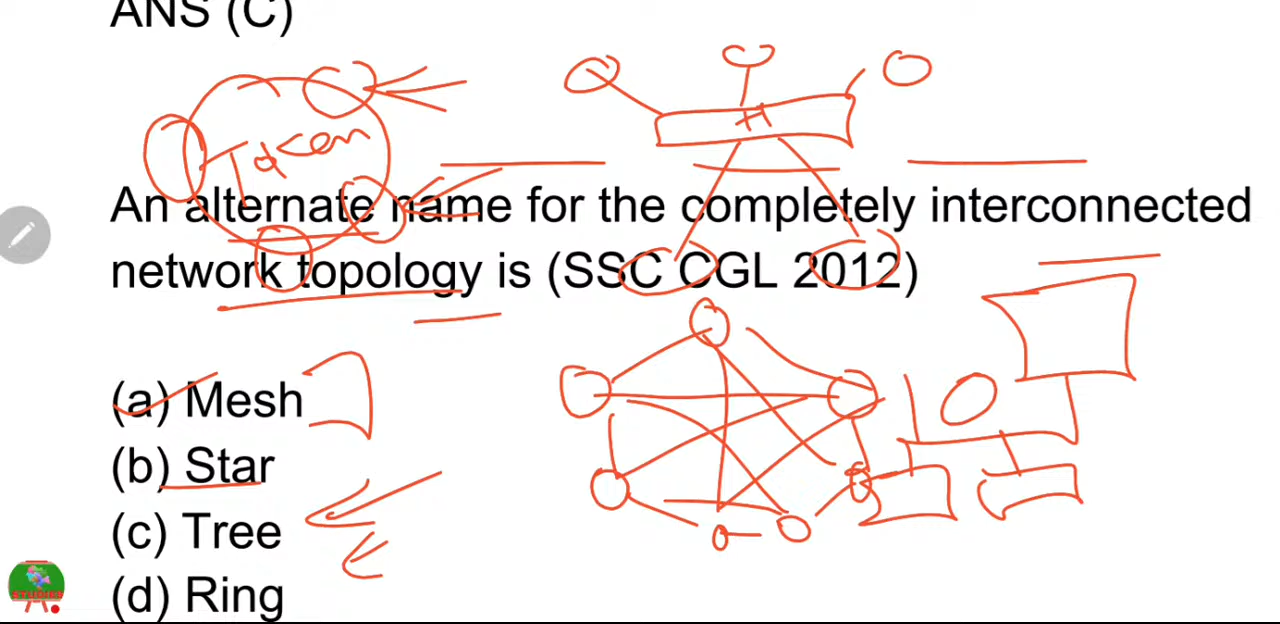 ANS (C)
Token
H
An alternate name for the completely interconnected
network topology is (SSC CGL 2012)
(a) Mesh
(b) Star
(c) Tree
(d) Ring
STUDIES